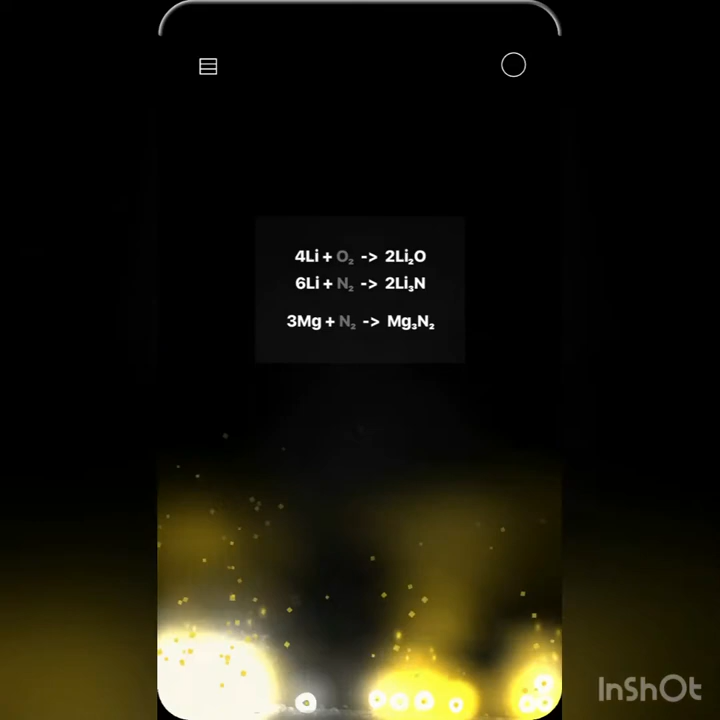 4Li + O₂ -> 2Li₂O
6Li + N₂ -> 2Li₃N
3Mg + N₂ -> Mg₃N₂
InShOt